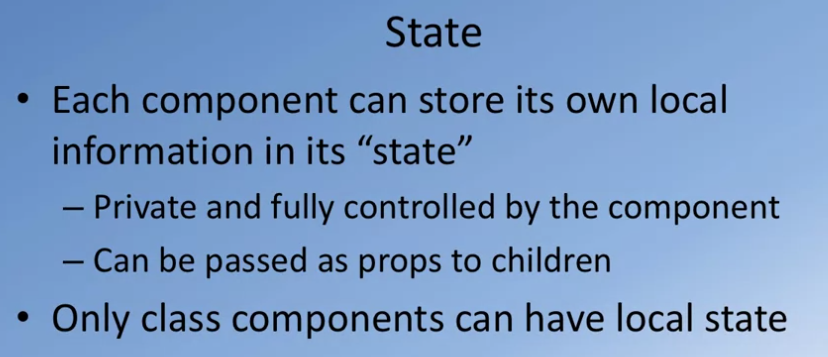 State
• Each component can store its own local
information in its “state”
– Private and fully controlled by the component
– Can be passed as props to children
• Only class components can have local state